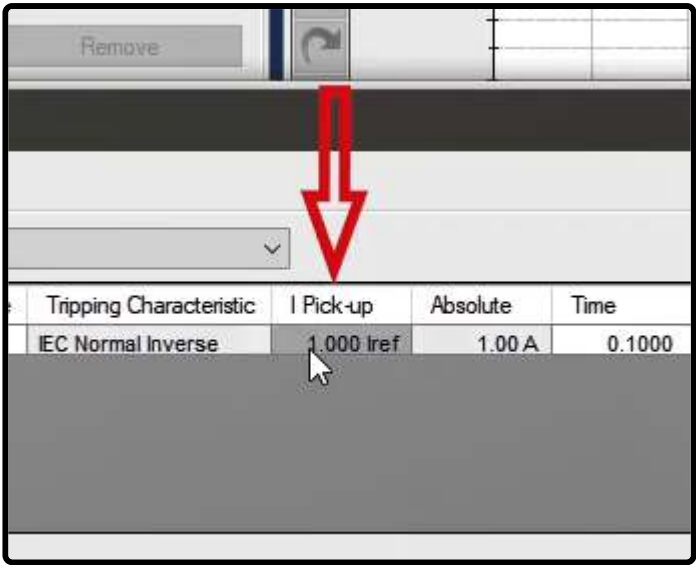 Remove
Tripping Characteristic I Pick-up Absolute Time
IEC Normal Inverse 1.000 Iref 1.00 A 0.1000